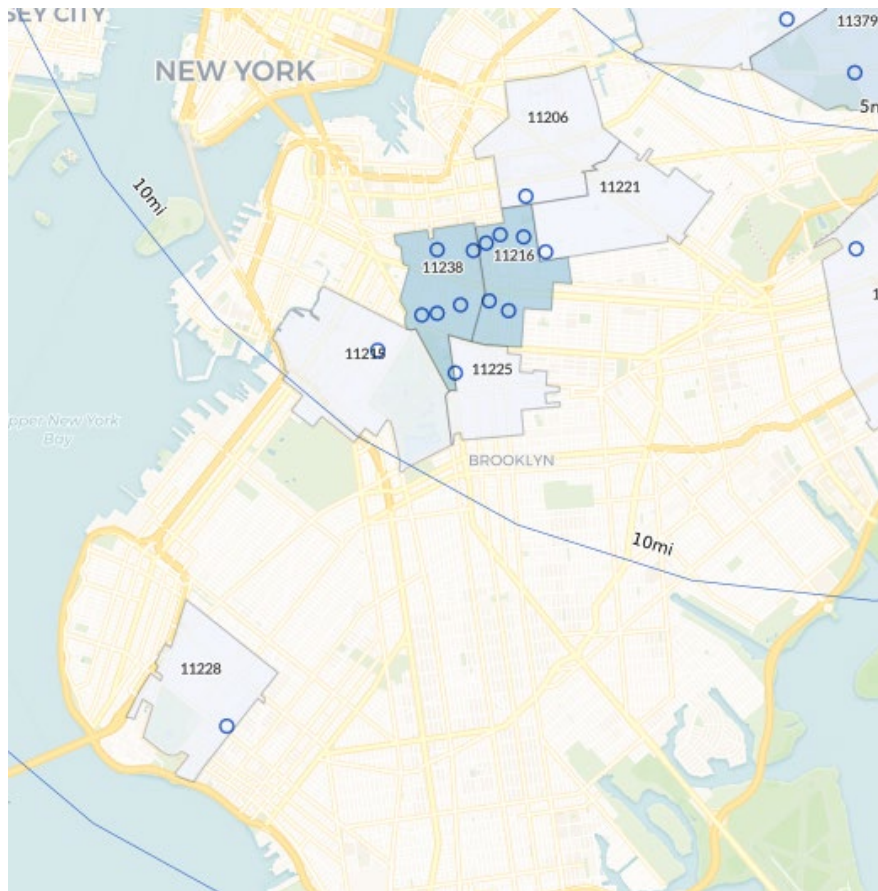 SEY CITY
11379
NEW YORK
5m
11206
10mi
11221
11216
11238
1
11215
11225
pper New York
Bay
BROOKLYN
10mi
11228